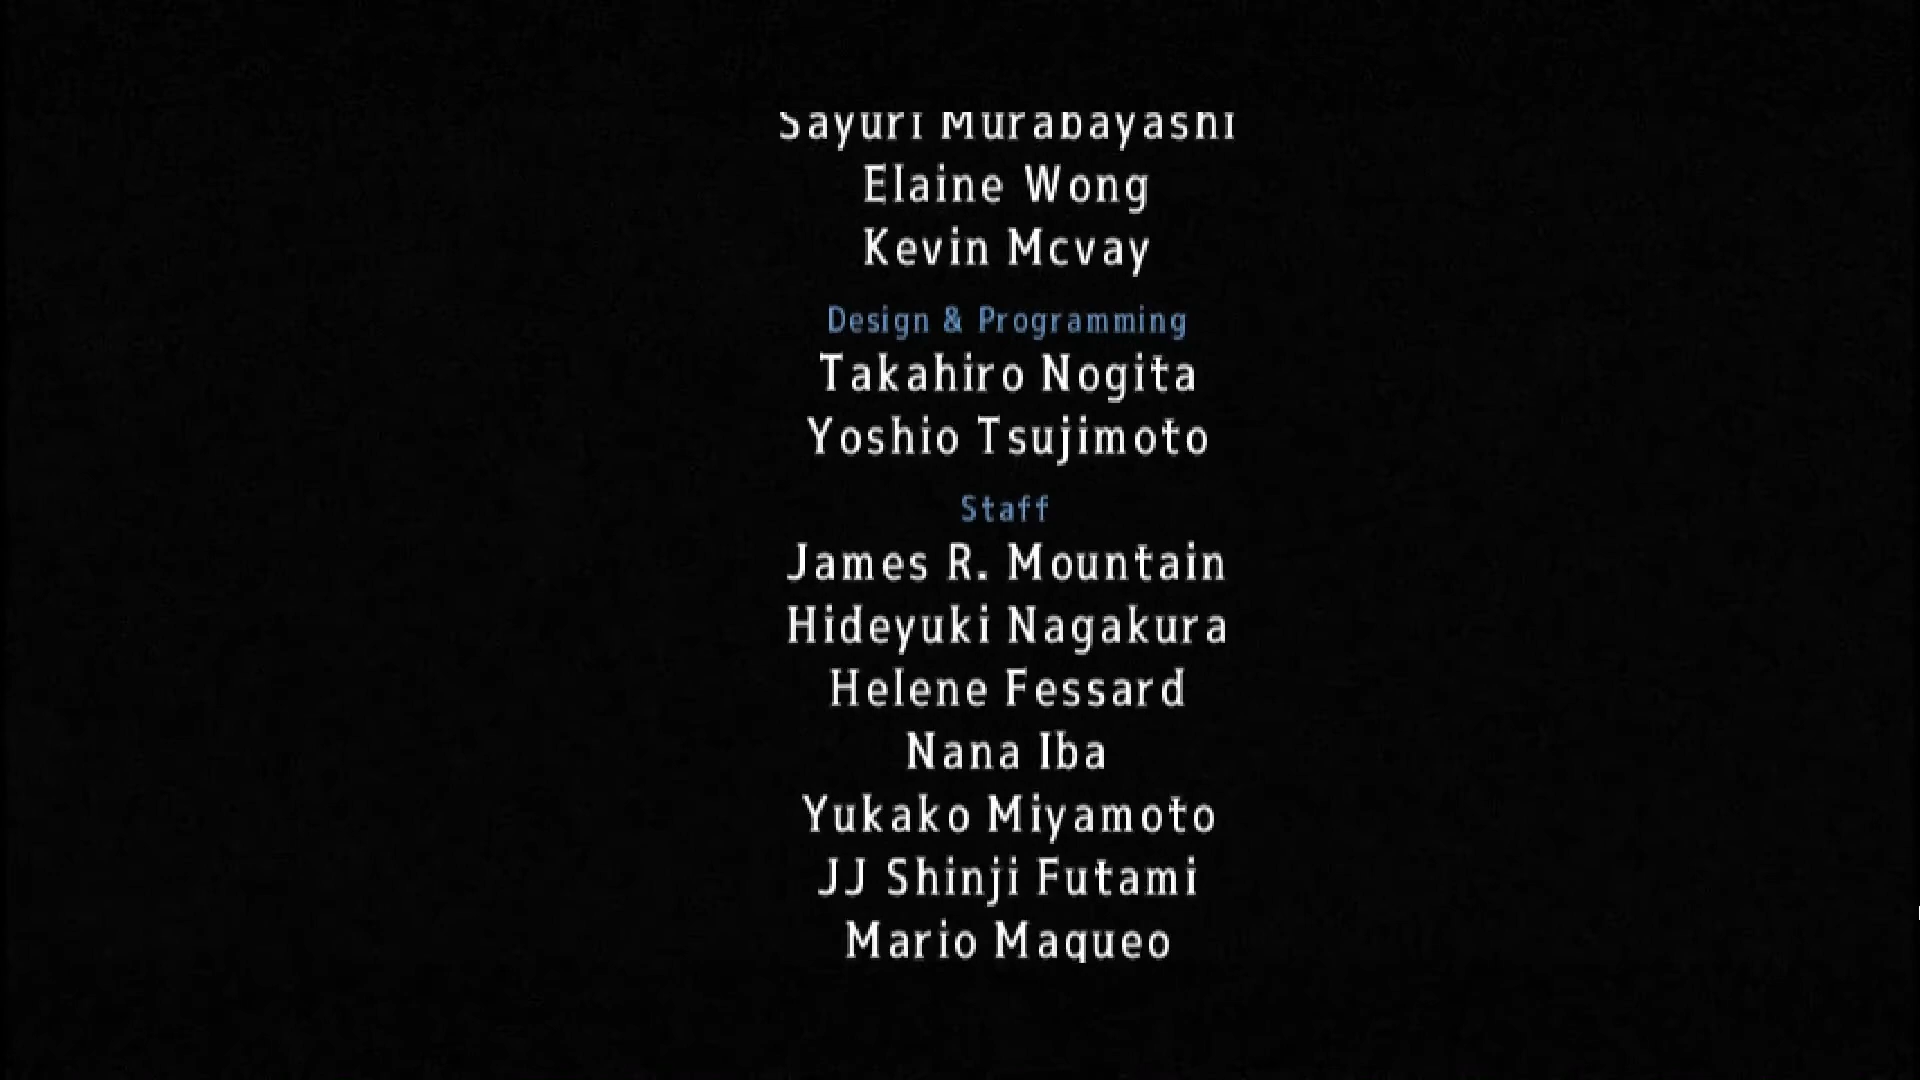 Sayuri Murabayashi
Elaine Wong
Kevin Mcvay
Design & Programming
Takahiro Nogita
Yoshio Tsujimoto
Staff
James R. Mountain
Hideyuki Nagakura
Helene Fessard
Nana Iba
Yukako Miyamoto
JJ Shinji Futami
Mario Maqueo